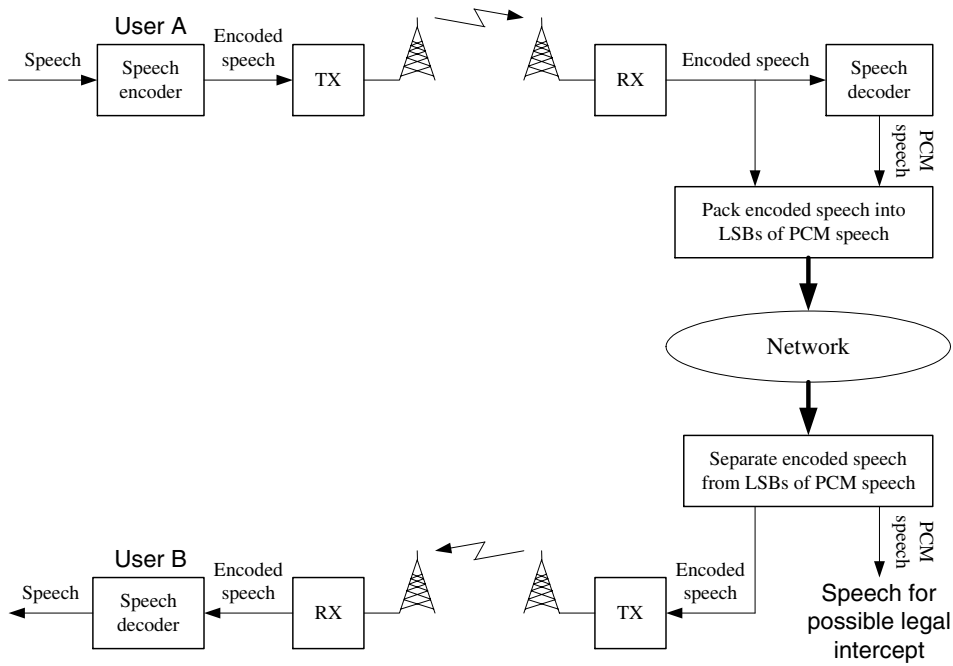 User A
Speech
Speech
encoder
Encoded
speech
TX
RX
Encoded speech
Speech
decoder
PCM
speech
Pack encoded speech into
LSBs of PCM speech
Network
Separate encoded speech
from LSBs of PCM speech
PCM
speech
Speech for
possible legal
intercept
User B
Speech
Speech
decoder
Encoded
speech
RX
TX
Encoded
speech